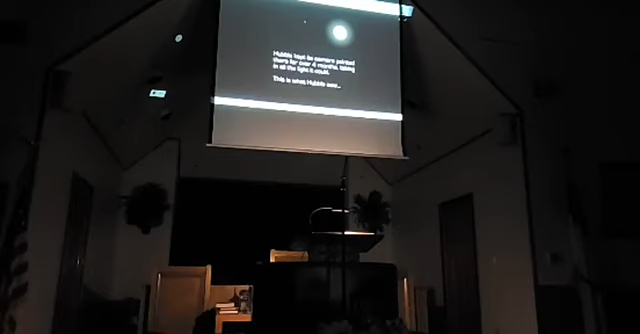 Hubble kept its camera pointed
there for over 4 months, taking
in all the light it could.
This is what Hubble saw...